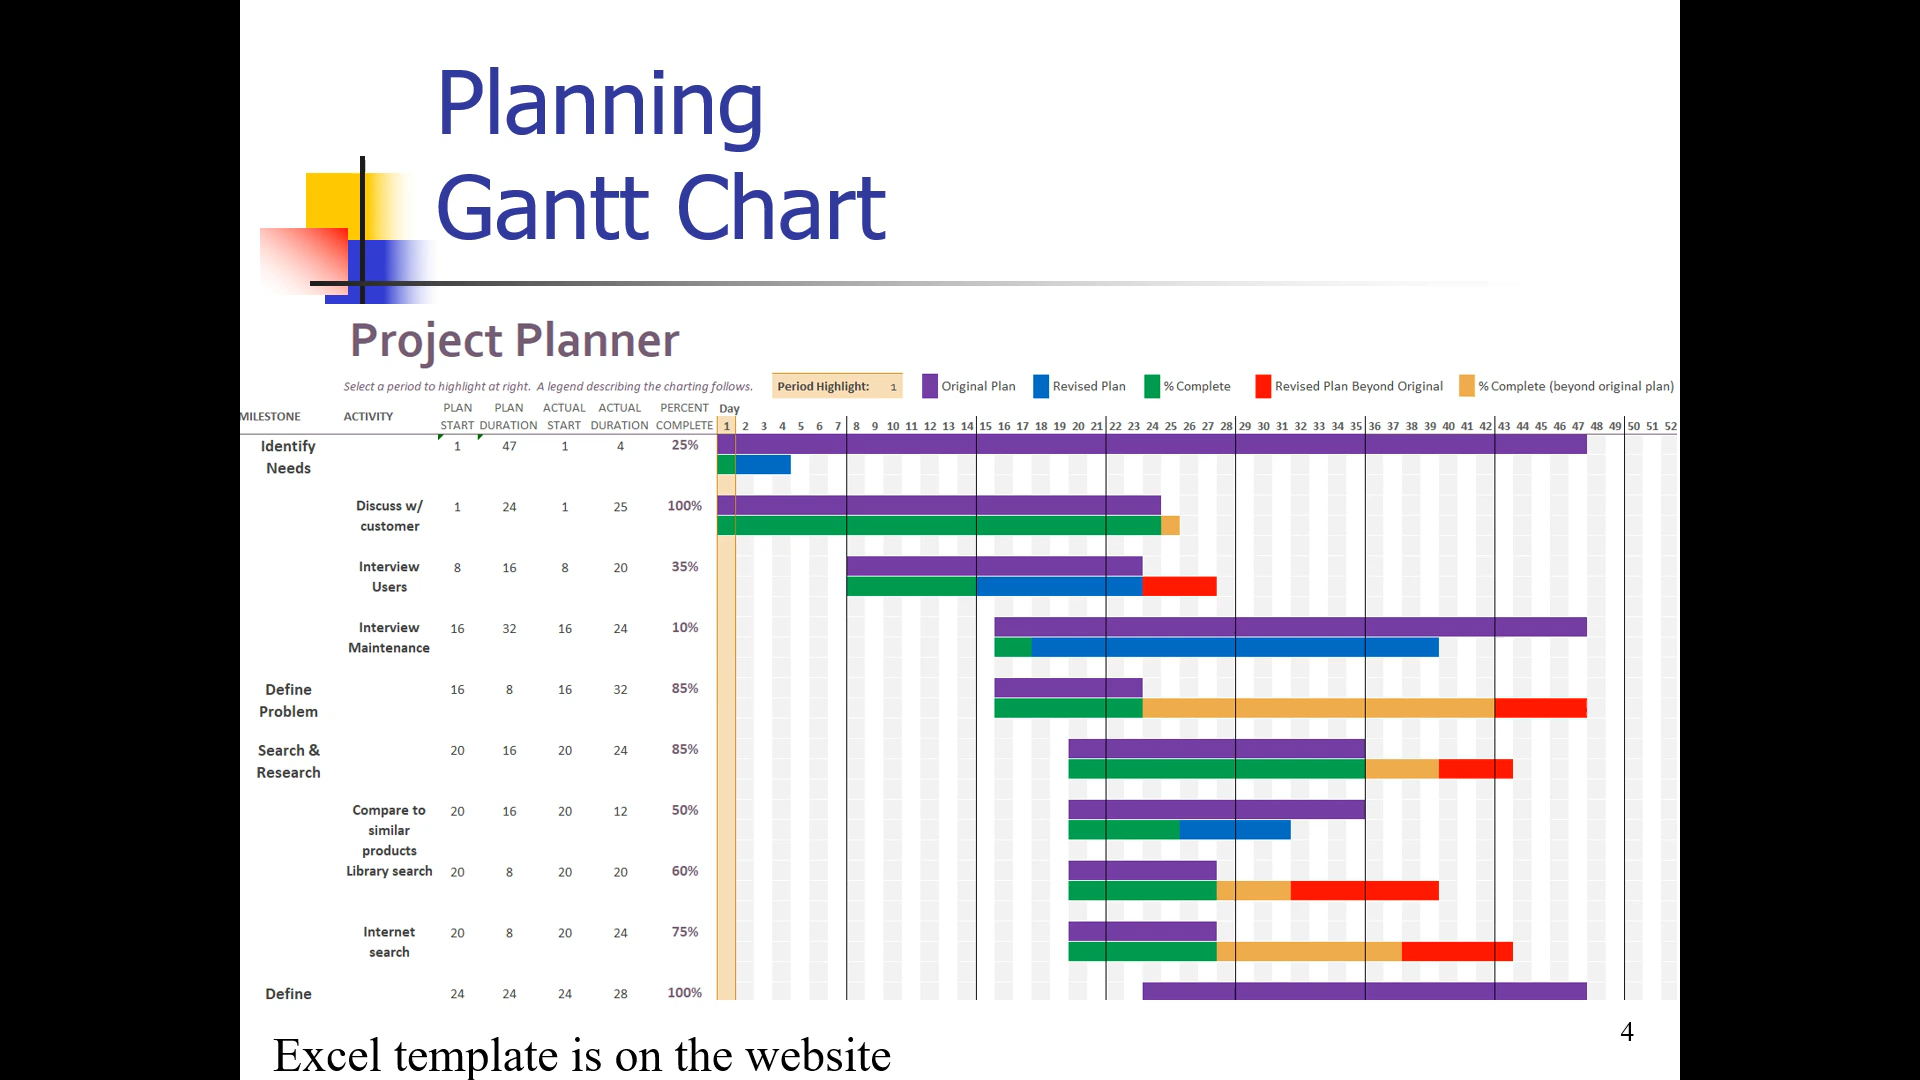 Planning
Gantt Chart
Project Planner
Select a period to highlight at right. A legend describing the charting follows.
Period Highlight: 1
Original Plan
Revised Plan
% Complete
Revised Plan Beyond Original
% Complete (beyond original plan)
MILESTONE ACTIVITY PLAN START PLAN DURATION ACTUAL START ACTUAL DURATION PERCENT COMPLETE Day
1 2 3 4 5 6 7 8 9 10 11 12 13 14 15 16 17 18 19 20 21 22 23 24 25 26 27 28 29 30 31 32 33 34 35 36 37 38 39 40 41 42 43 44 45 46 47 48 49 50 51 52
Identify 1 47 1 4 25%
Needs
Discuss w/ 1 24 1 25 100%
customer
Interview 8 16 8 20 35%
Users
Interview 16 32 16 24 10%
Maintenance
Define 16 8 16 32 85%
Problem
Search & 20 16 20 24 85%
Research
Compare to 20 16 20 12 50%
similar
products
Library search 20 8 20 20 60%
Internet 20 8 20 24 75%
search
Define 24 24 24 28 100%
Excel template is on the website
4